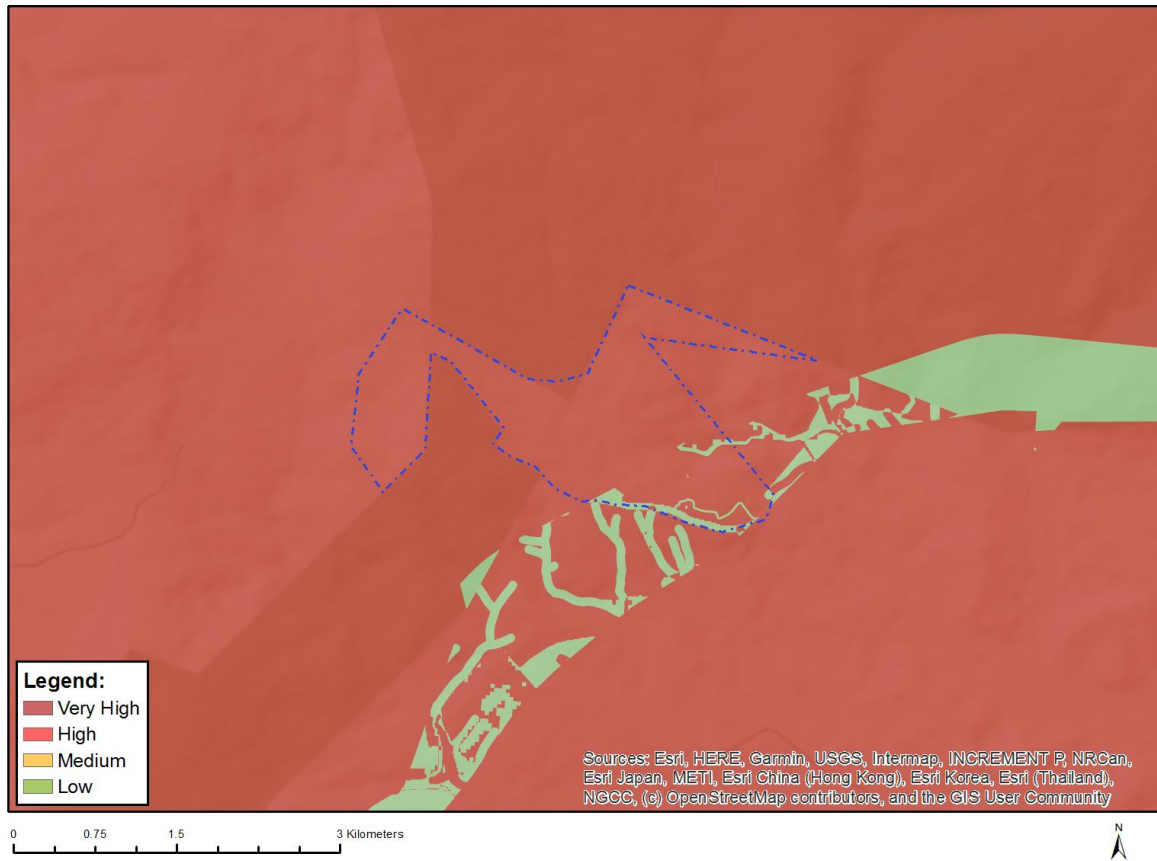 Legend:
Very High
High
Medium
Low
Sources: Esri, HERE, Garmin, USGS, Intermap, INCREMENT P, NRCan,
Esri Japan, METI, Esri China (Hong Kong), Esri Korea, Esri (Thailand),
NGCC, (c) OpenStreetMap contributors, and the GIS User Community
0 0.75 1.5 3 Kilometers
N